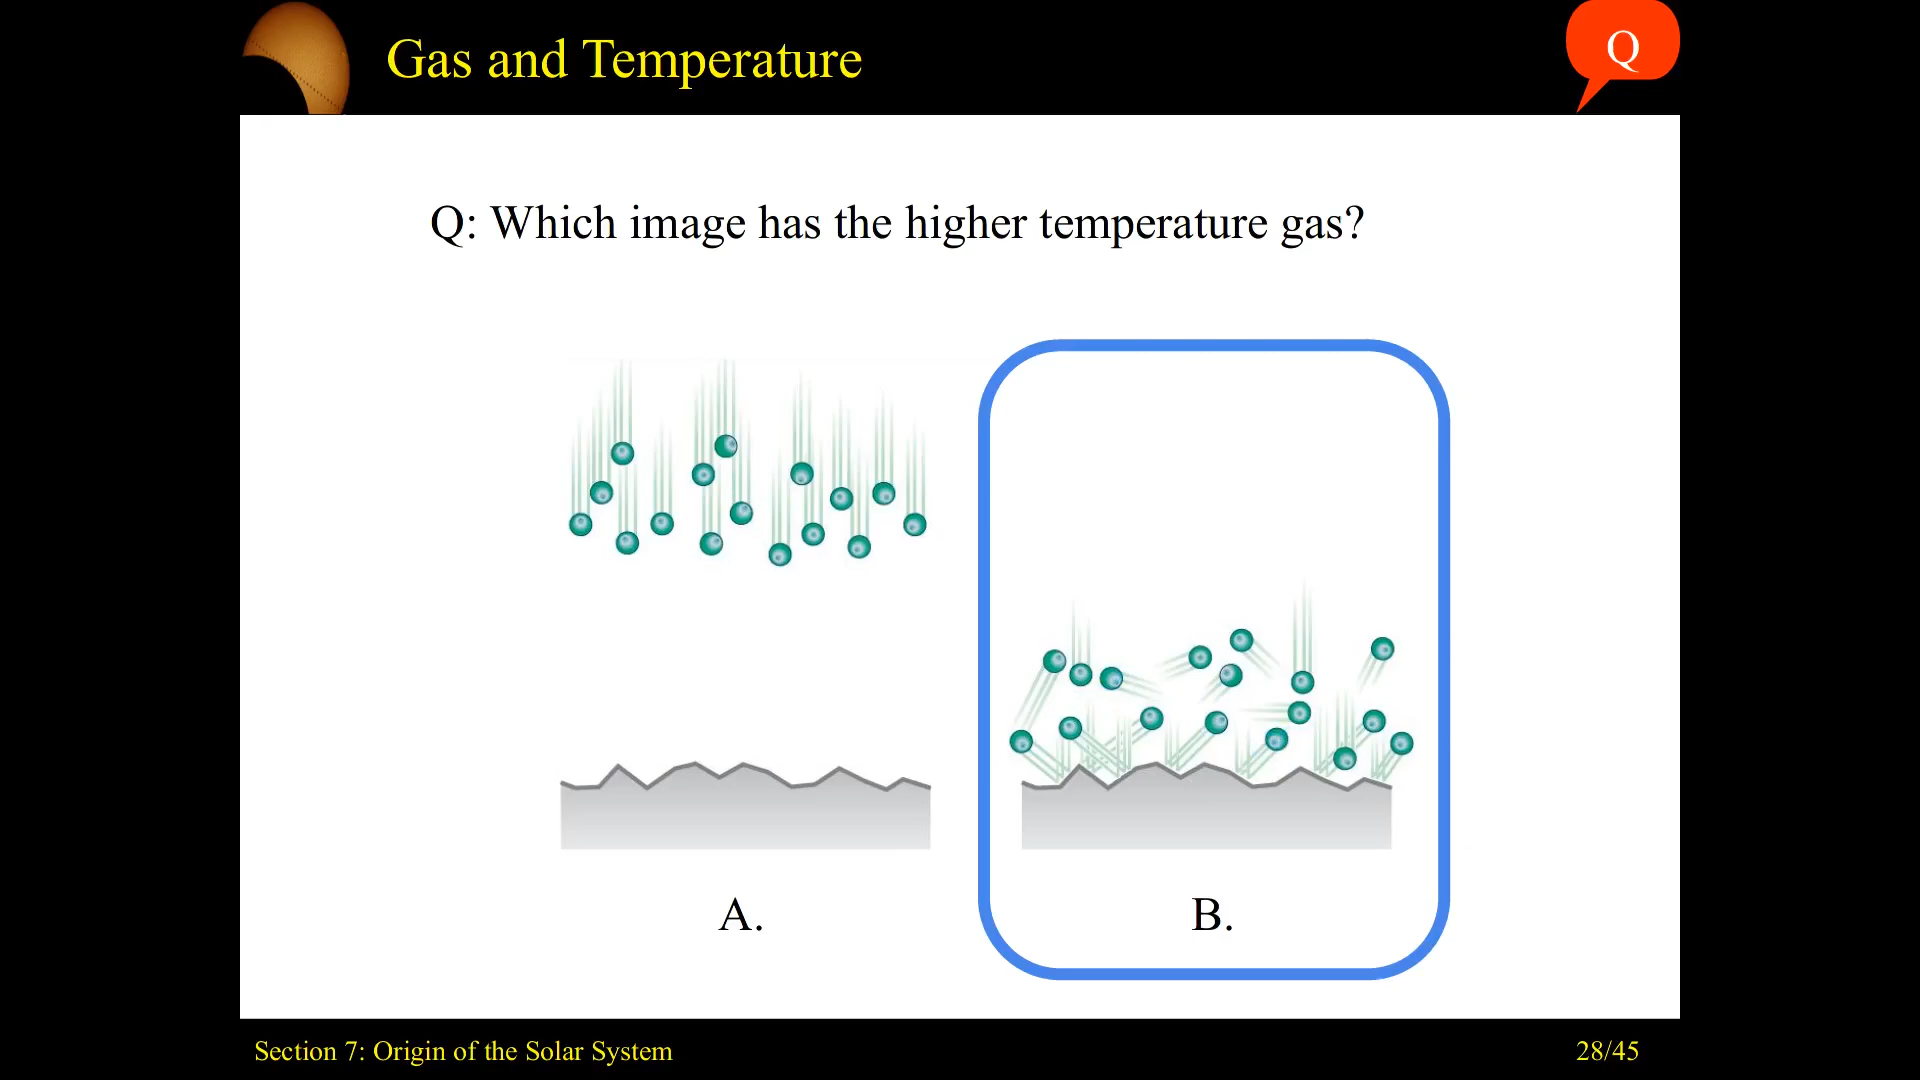 Gas and Temperature
Q
Q: Which image has the higher temperature gas?
A.
B.
Section 7: Origin of the Solar System
28/45